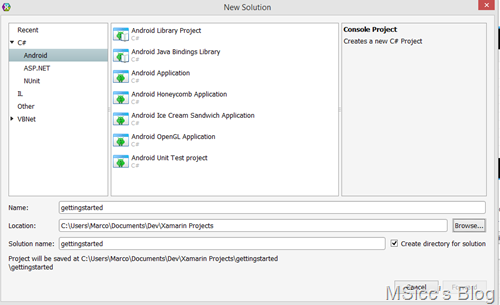 New Solution
Recent
C#
Android
ASP.NET
NUnit
IL
Other
VBNet
Android Library Project
C#
Android Java Bindings Library
C#
Android Application
C#
Android Honeycomb Application
C#
Android Ice Cream Sandwich Application
C#
Android OpenGL Application
C#
Android Unit Test project
C#
Console Project
Creates a new C# Project
Name:
gettingstarted
Location:
C:\Users\Marco\Documents\Dev\Xamarin Projects
Browse...
Solution name:
gettingstarted
Create directory for solution
Project will be saved at C:\Users\Marco\Documents\Dev\Xamarin Projects\gettingstarted
\gettingstarted
Cancel
Forward
MSicc's Blog